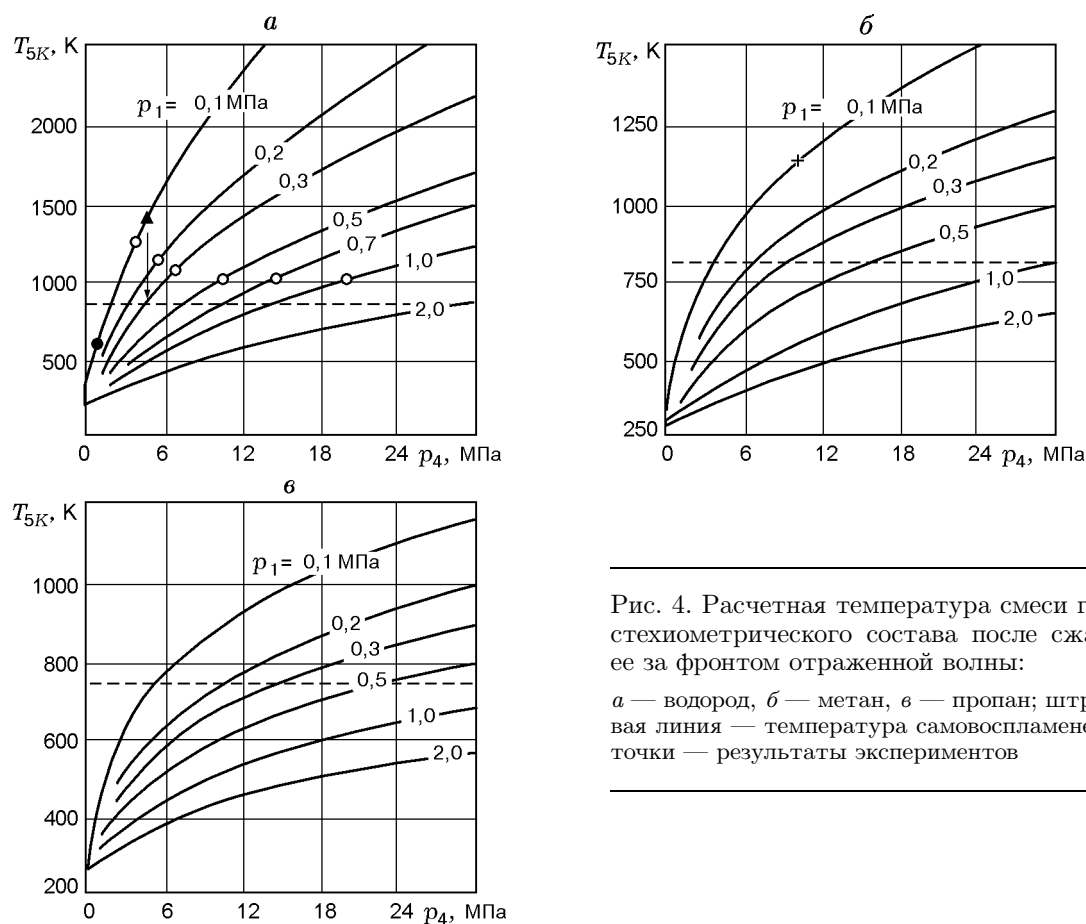 а
T5K, К
p1= 0,1 МПа
2000
0,2
0,3
1500
0,5
0,7
1,0
1000
2,0
500
0 6 12 18 24 p4, МПа
б
T5K, К
p1= 0,1 МПа
1250
0,2
0,3
1000
0,5
750
1,0
2,0
500
250
0 6 12 18 24 p4, МПа
в
T5K, К
p1= 0,1 МПа
1000
0,2
0,3
800
0,5
1,0
600
2,0
400
200
0 6 12 18 24 p4, МПа
Рис. 4. Расчетная температура смеси
стехиометрического состава после
ее за фронтом отраженной волны:
а — водород, б — метан, в — пропан;
вая линия — температура
точки — результаты экспериментов